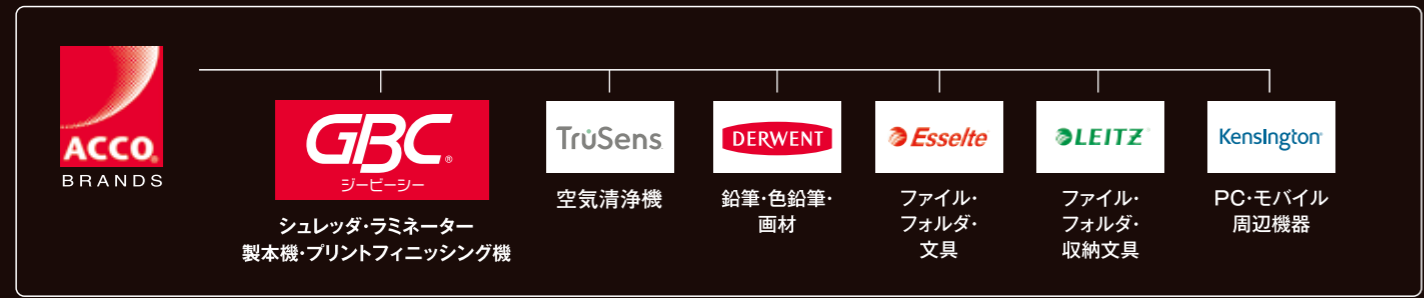 ACCO®
BRANDS
GBC®
ジービーシー
シュレッダ・ラミネーター
製本機・プリントフィニッシング機
TruSens
空気清浄機
DERWENT
鉛筆・色鉛筆・
画材
Esselte
ファイル・
フォルダ・
文具
LEITZ
ファイル・
フォルダ・
収納文具
Kensington
PC・モバイル
周辺機器